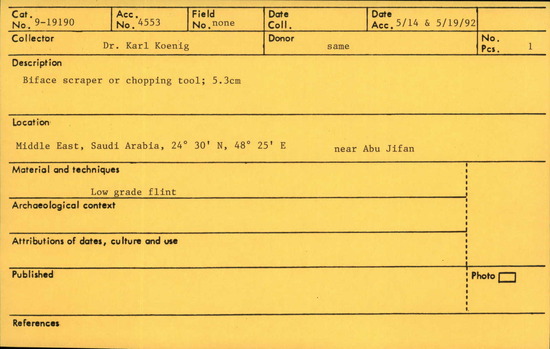 Cat. No. 9-19190 Acc. No. 4553 Field No. none Date Coll. Date Acc. 5/14 & 5/19/92
Collector Dr. Karl Koenig Donor same No. Pcs. 1
Description
Biface scraper or chopping tool; 5.3cm
Location
Middle East, Saudi Arabia, 24° 30' N, 48° 25' E near Abu Jifan
Material and techniques
Low grade flint
Archaeological context
Attributions of dates, culture and use
Published Photo
References